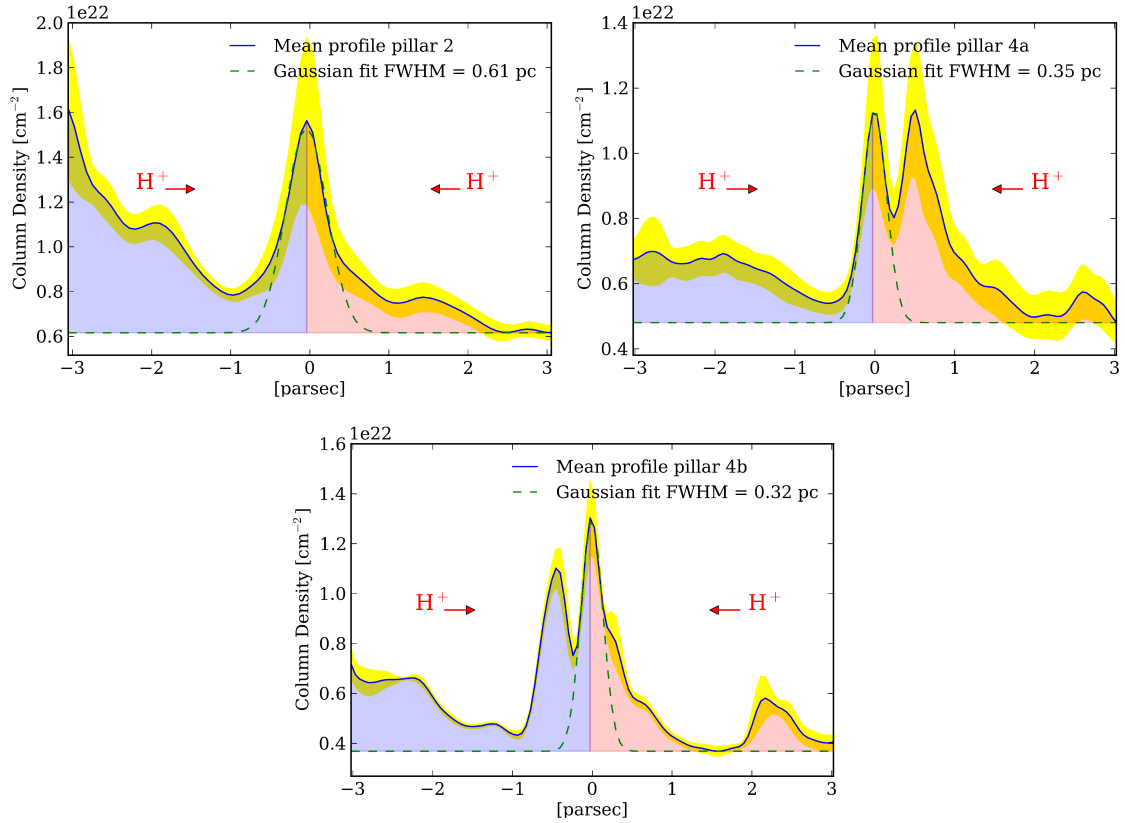 1e22
Mean profile pillar 2
Gaussian fit FWHM = 0.61 pc
H⁺
H⁺
Column Density [cm⁻²]
2.0
1.8
1.6
1.4
1.2
1.0
0.8
0.6
−3 −2 −1 0 1 2 3
[parsec]
1e22
Mean profile pillar 4a
Gaussian fit FWHM = 0.35 pc
H⁺
H⁺
Column Density [cm⁻²]
1.4
1.2
1.0
0.8
0.6
0.4
−3 −2 −1 0 1 2 3
[parsec]
1e22
Mean profile pillar 4b
Gaussian fit FWHM = 0.32 pc
H⁺
H⁺
Column Density [cm⁻²]
1.6
1.4
1.2
1.0
0.8
0.6
0.4
−3 −2 −1 0 1 2 3
[parsec]